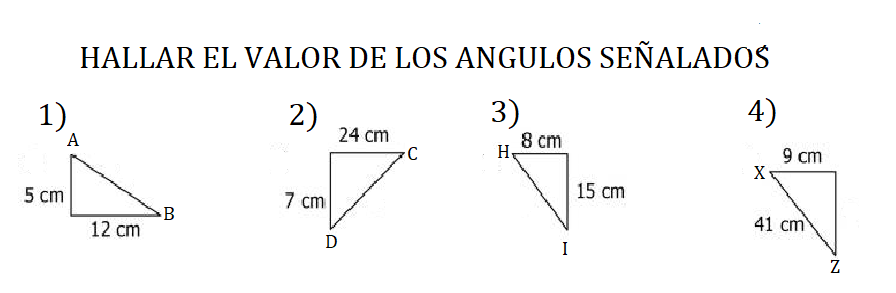 HALLAR EL VALOR DE LOS ANGULOS SEÑALADOS
1)
A
5 cm
B
12 cm
2)
24 cm
C
7 cm
D
3)
8 cm
H
15 cm
I
4)
9 cm
X
41 cm
Z